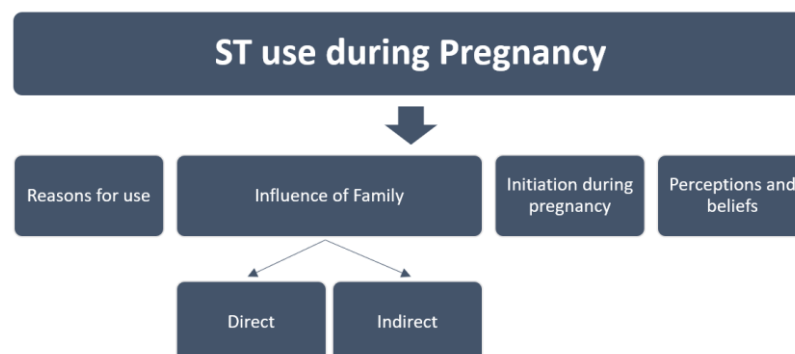 ST use during Pregnancy
Reasons for use
Influence of Family
Initiation during
pregnancy
Perceptions and
beliefs
Direct
Indirect